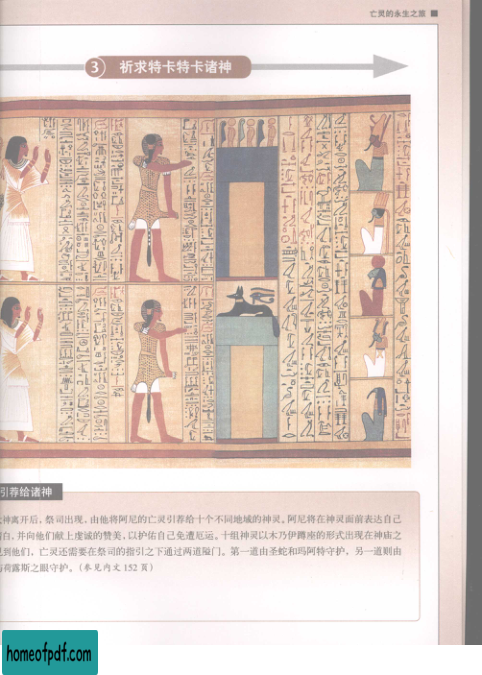 亡灵的永生之旅
3 祈求特卡特卡诸神
引荐给诸神
神离开后，祭司出现，由他将阿尼的亡灵引荐给十个不同地域的神灵。阿尼将在神灵面前表达自己
白，并向他们献上虔诚的赞美，以护佑自己免遭厄运。十组神灵以木乃伊蹲座的形式出现在神庙之
到他们，亡灵还需要在祭司的指引之下通过两道隘门。第一道由圣蛇和玛阿特守护，另一道则由
荷露斯之眼守护。（参见内文 152 页）
homeofpdf.com